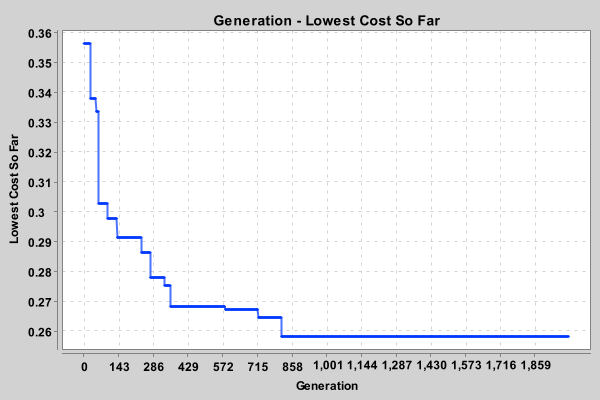 Generation - Lowest Cost So Far
0.36
0.35
0.34
0.33
0.32
0.31
0.3
0.29
0.28
0.27
0.26
Lowest Cost So Far
0 143 286 429 572 715 858 1,001 1,144 1,287 1,430 1,573 1,716 1,859
Generation